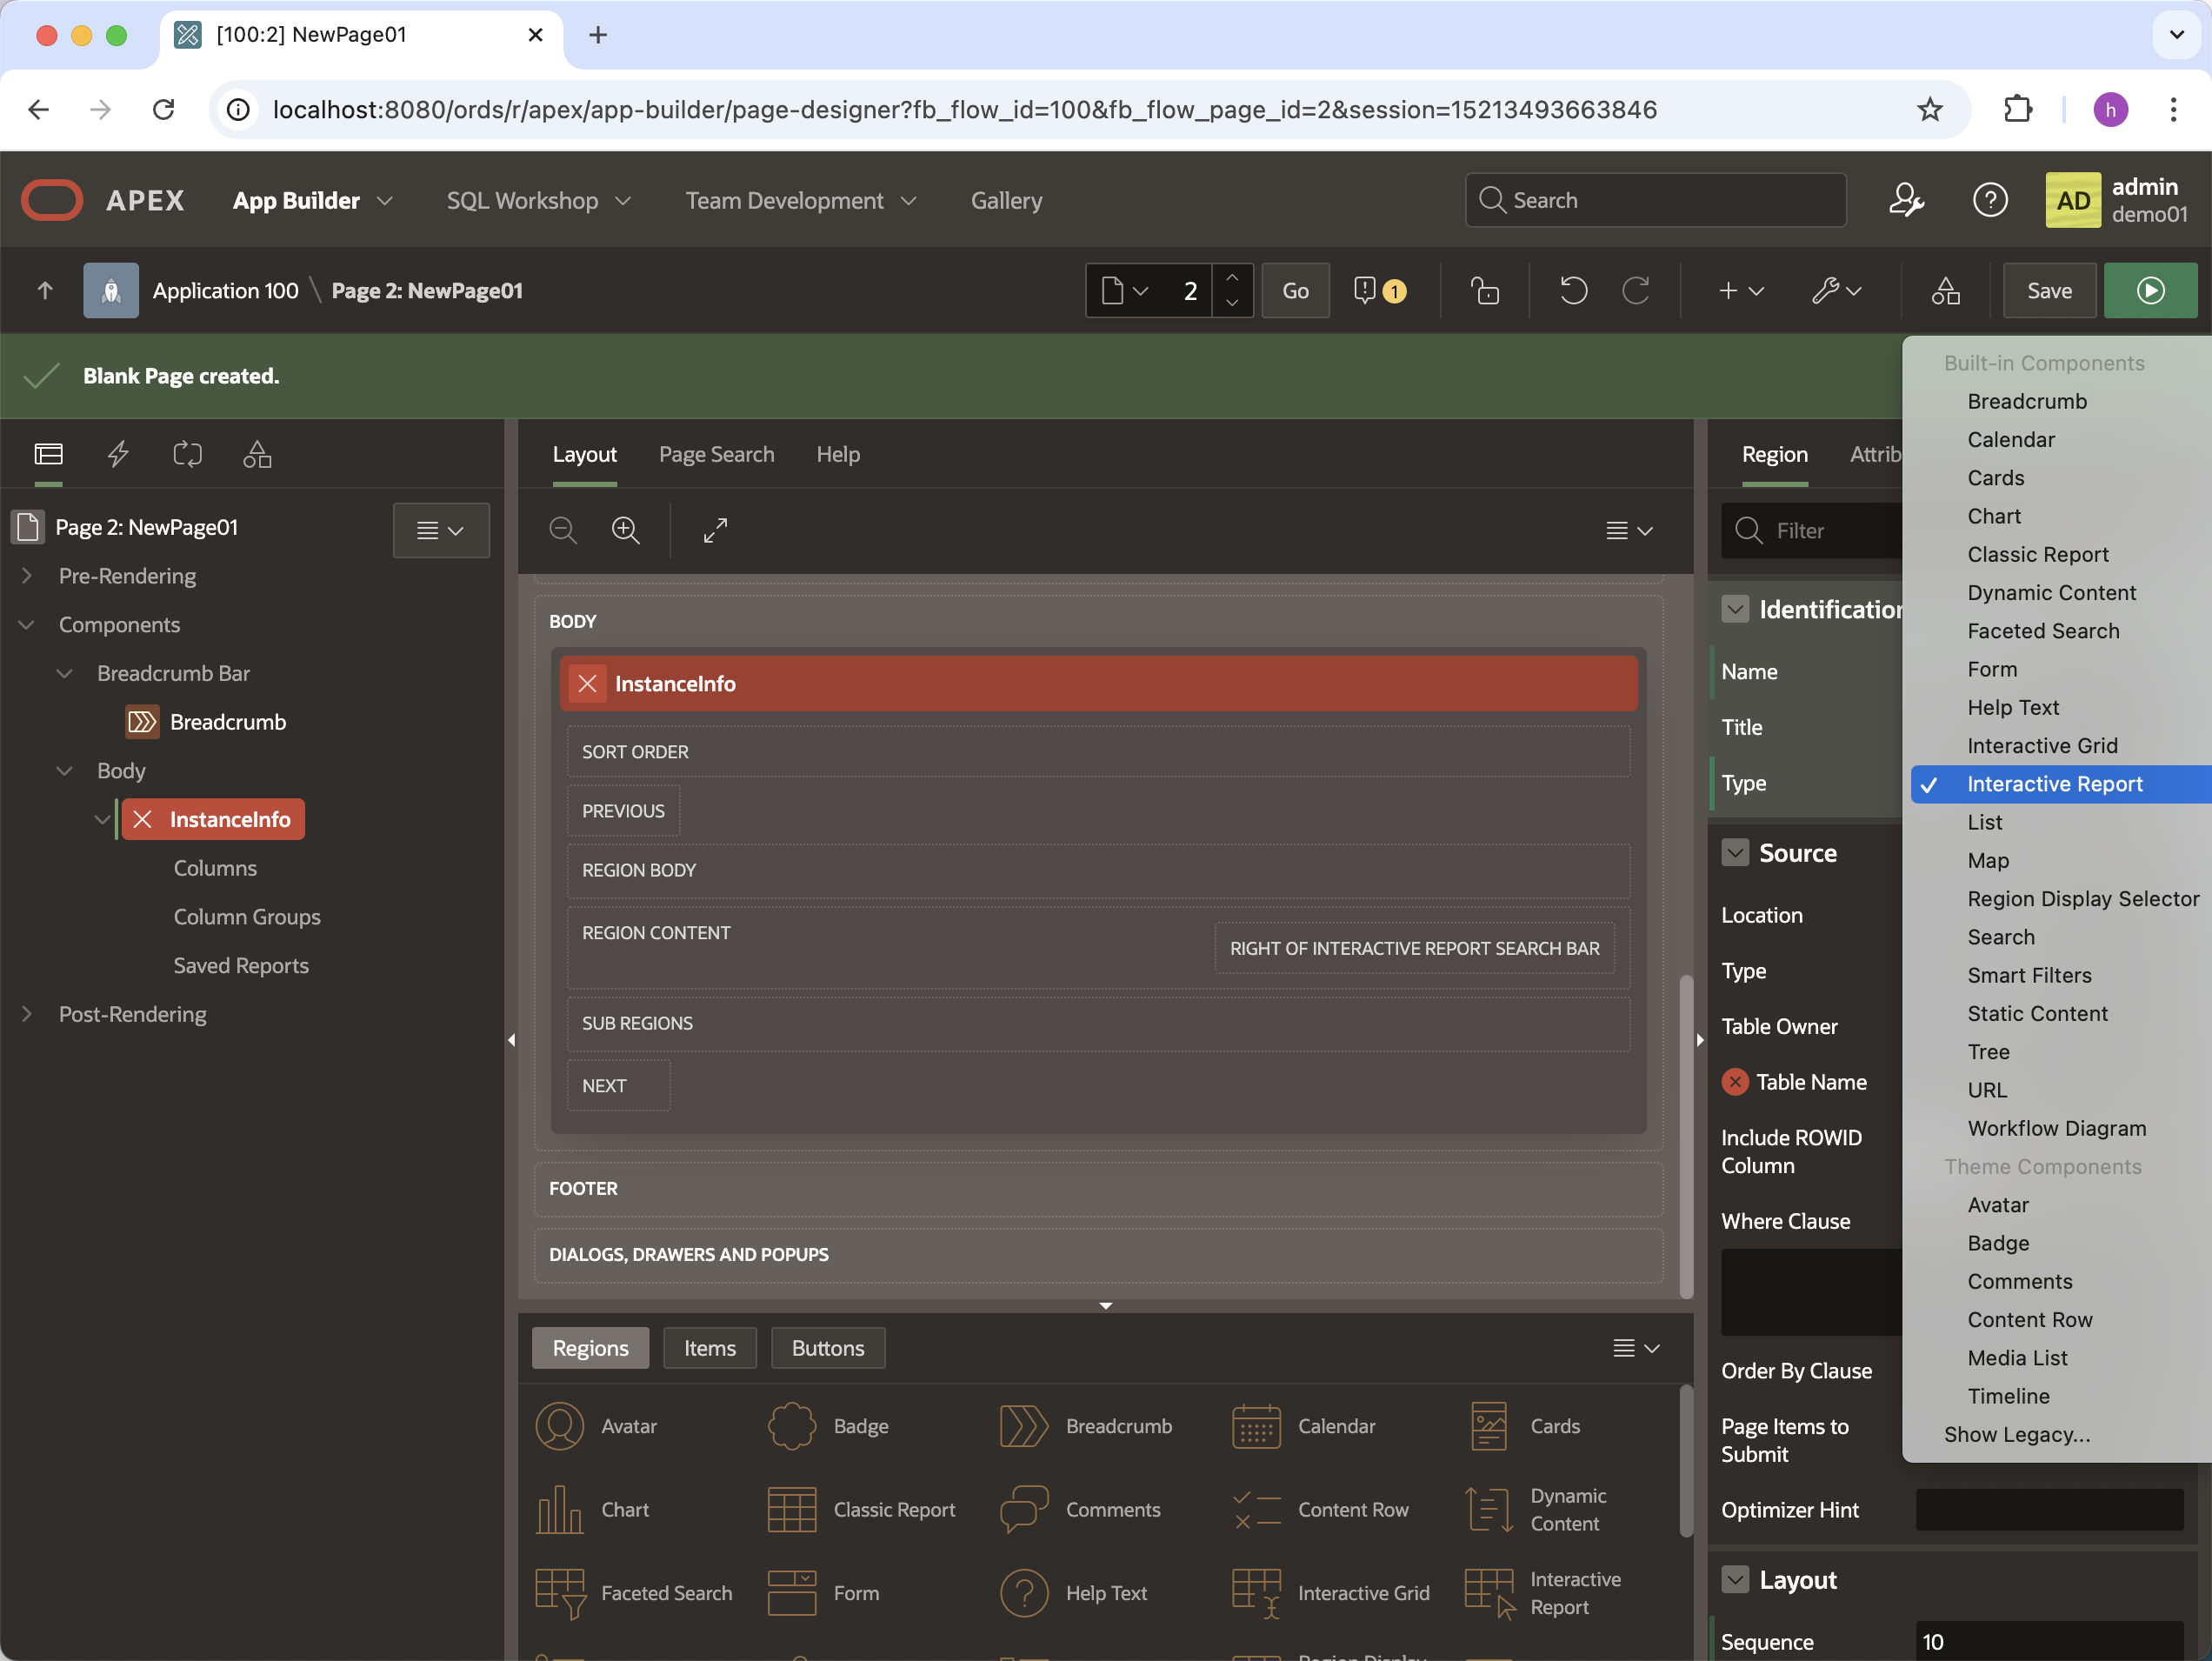 [100:2] NewPage01
localhost:8080/ords/r/apex/app-builder/page-designer?fb_flow_id=100&fb_flow_page_id=2&session=15213493663846
h
APEX
App Builder
SQL Workshop
Team Development
Gallery
Search
AD
admin
demo01
Application 100 \ Page 2: NewPage01
2
Go
1
Save
Blank Page created.
Page 2: NewPage01
Pre-Rendering
Components
Breadcrumb Bar
Breadcrumb
Body
InstanceInfo
Columns
Column Groups
Saved Reports
Post-Rendering
Layout
Page Search
Help
BODY
InstanceInfo
SORT ORDER
PREVIOUS
REGION BODY
REGION CONTENT
RIGHT OF INTERACTIVE REPORT SEARCH BAR
SUB REGIONS
NEXT
FOOTER
DIALOGS, DRAWERS AND POPUPS
Regions
Items
Buttons
Avatar
Badge
Breadcrumb
Calendar
Cards
Chart
Classic Report
Comments
Content Row
Dynamic
Content
Faceted Search
Form
Help Text
Interactive Grid
Interactive
Report
Region Display
Region
Attrib
Filter
Identification
Name
Title
Type
Source
Location
Type
Table Owner
Table Name
Include ROWID
Column
Where Clause
Order By Clause
Page Items to
Submit
Optimizer Hint
Layout
Sequence
10
Built-in Components
Breadcrumb
Calendar
Cards
Chart
Classic Report
Dynamic Content
Faceted Search
Form
Help Text
Interactive Grid
✓ Interactive Report
List
Map
Region Display Selector
Search
Smart Filters
Static Content
Tree
URL
Workflow Diagram
Theme Components
Avatar
Badge
Comments
Content Row
Media List
Timeline
Show Legacy...